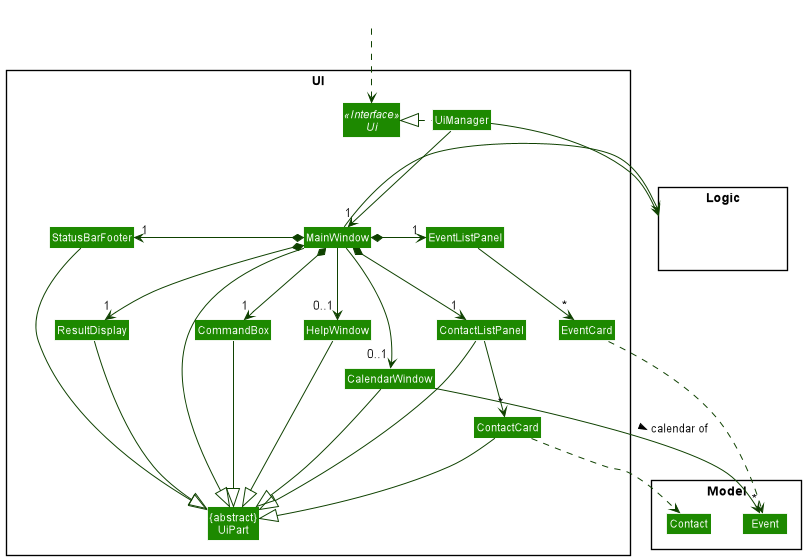 UI
«Interface»
Ui
UiManager
Logic
1
StatusBarFooter
1
MainWindow
1
EventListPanel
1
ResultDisplay
1
CommandBox
0..1
HelpWindow
1
ContactListPanel
*
EventCard
0..1
CalendarWindow
*
ContactCard
calendar of
Model
*
{abstract}
UiPart
Contact
Event